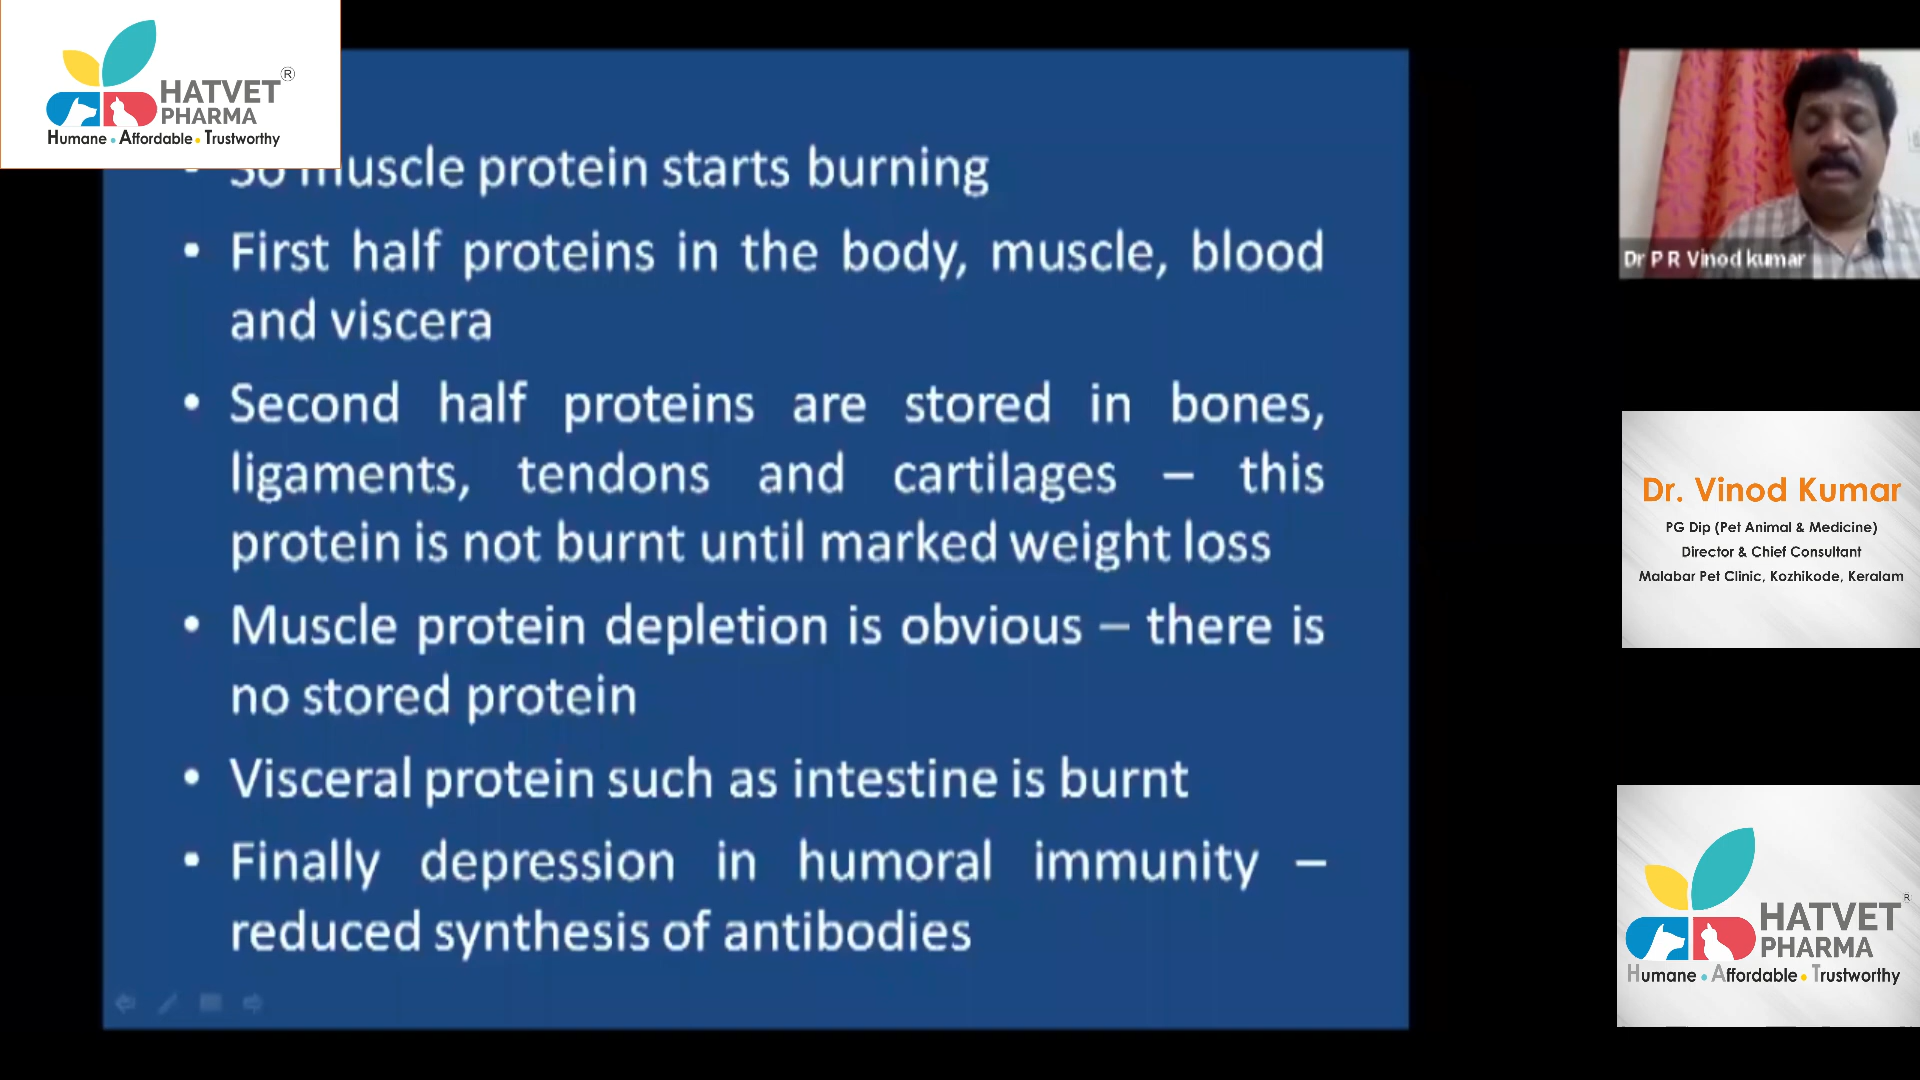 HATVET®
PHARMA
Humane • Affordable • Trustworthy
• So muscle protein starts burning
• First half proteins in the body, muscle, blood
and viscera
• Second half proteins are stored in bones,
ligaments, tendons and cartilages – this
protein is not burnt until marked weight loss
• Muscle protein depletion is obvious – there is
no stored protein
• Visceral protein such as intestine is burnt
• Finally depression in humoral immunity –
reduced synthesis of antibodies
Dr P R Vinod kumar
Dr. Vinod Kumar
PG Dip (Pet Animal & Medicine)
Director & Chief Consultant
Malabar Pet Clinic, Kozhikode, Keralam
HATVET®
PHARMA
Humane • Affordable • Trustworthy